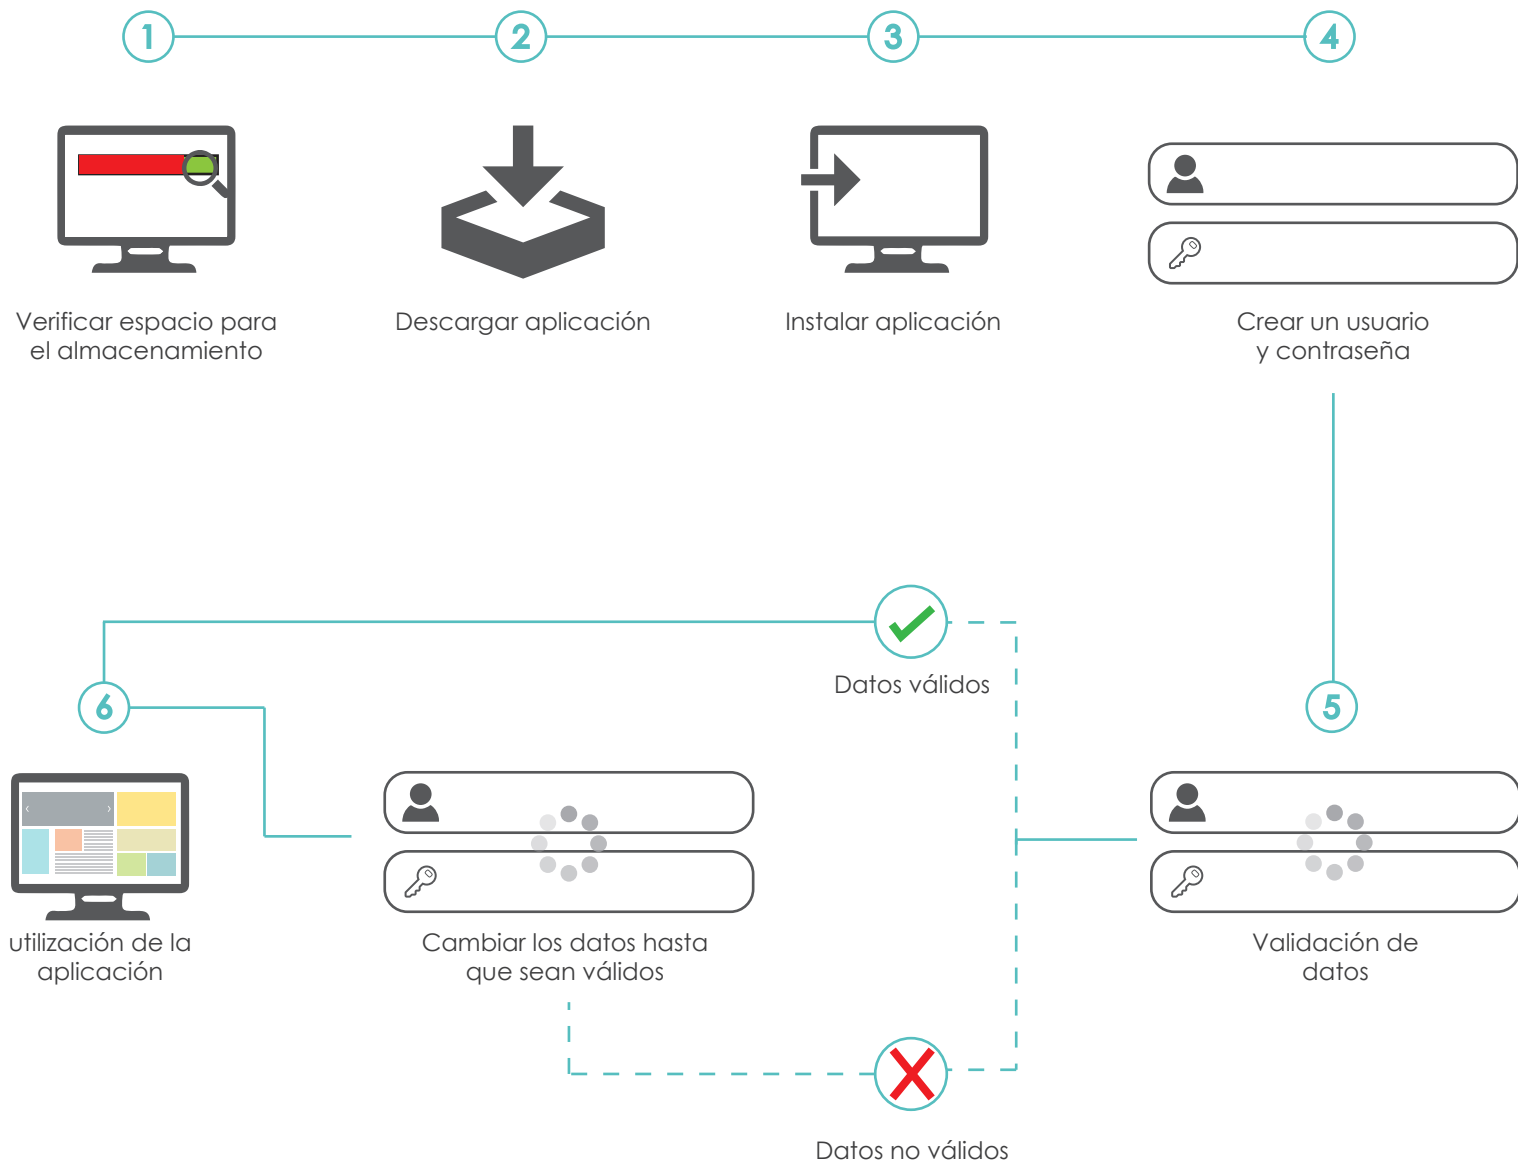 1
2
3
4
Verificar espacio para
el almacenamiento
Descargar aplicación
Instalar aplicación
Crear un usuario
y contraseña
Datos válidos
6
5
utilización de la
aplicación
Cambiar los datos hasta
que sean válidos
Validación de
datos
Datos no válidos